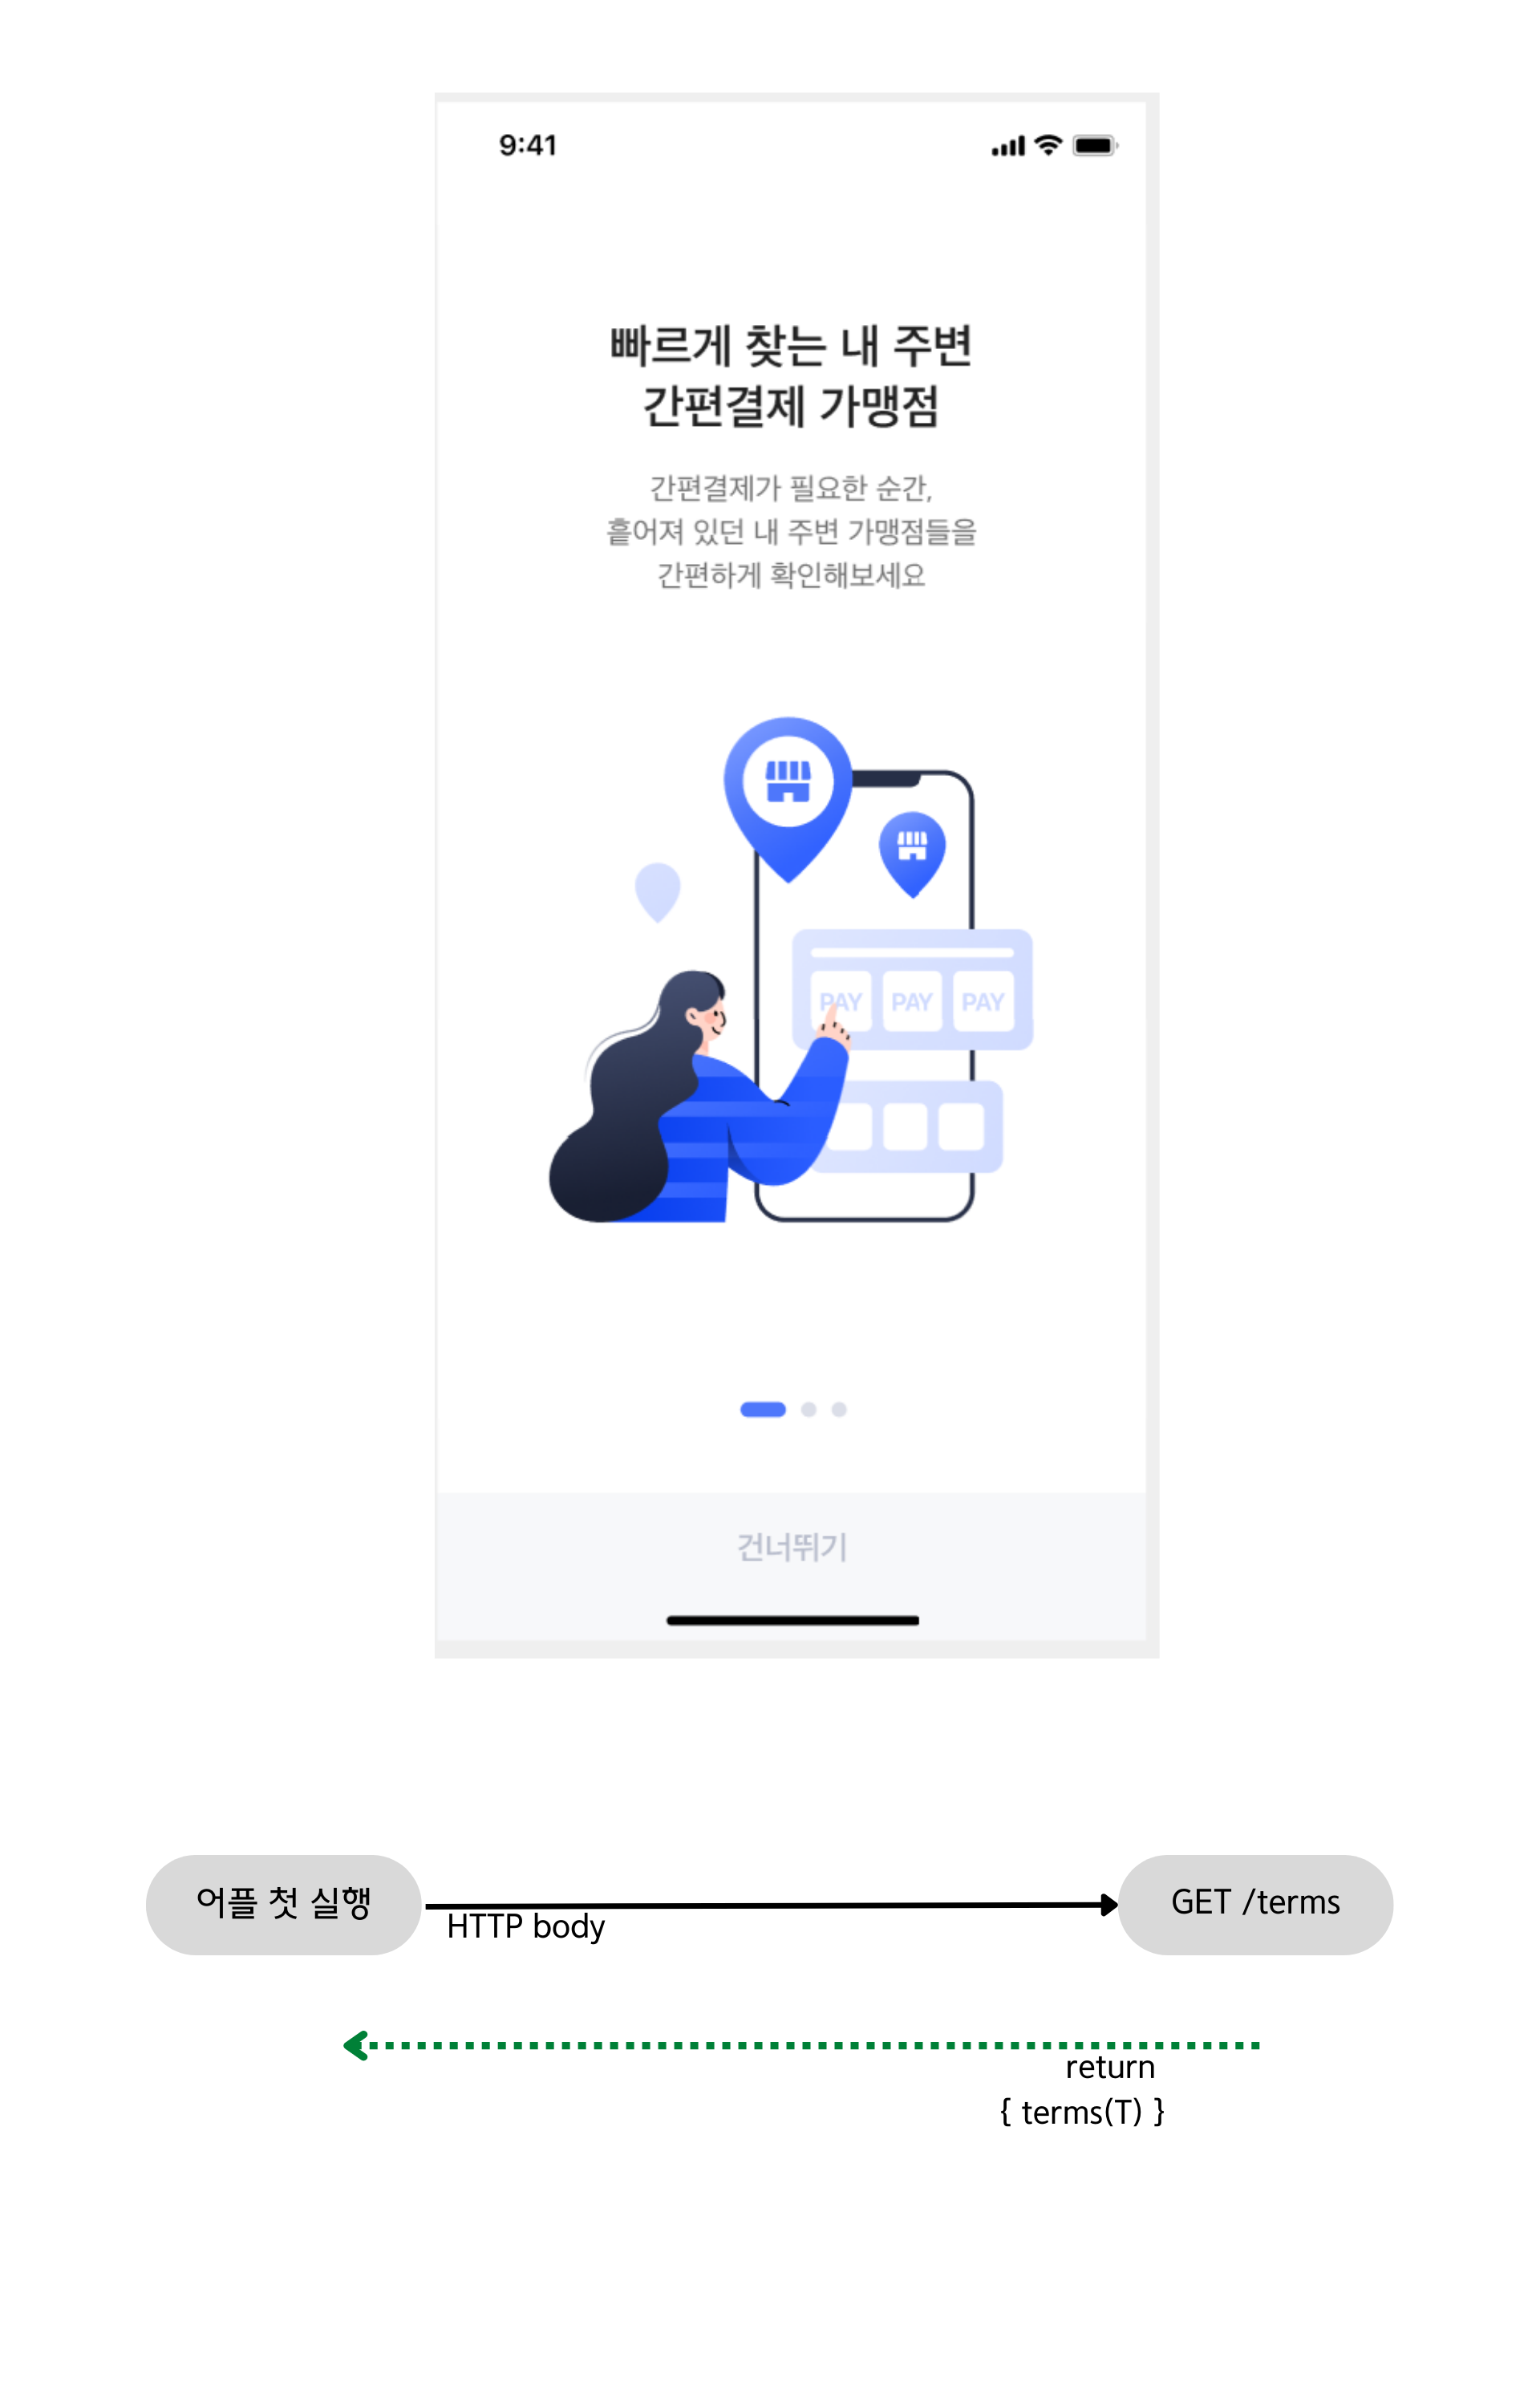 9:41
빠르게 찾는 내 주변
간편결제 가맹점
간편결제가 필요한 순간,
흩어져 있던 내 주변 가맹점들을
간편하게 확인해보세요
PAY PAY PAY
건너뛰기
어플 첫 실행
HTTP body
GET /terms
return
{ terms(T) }